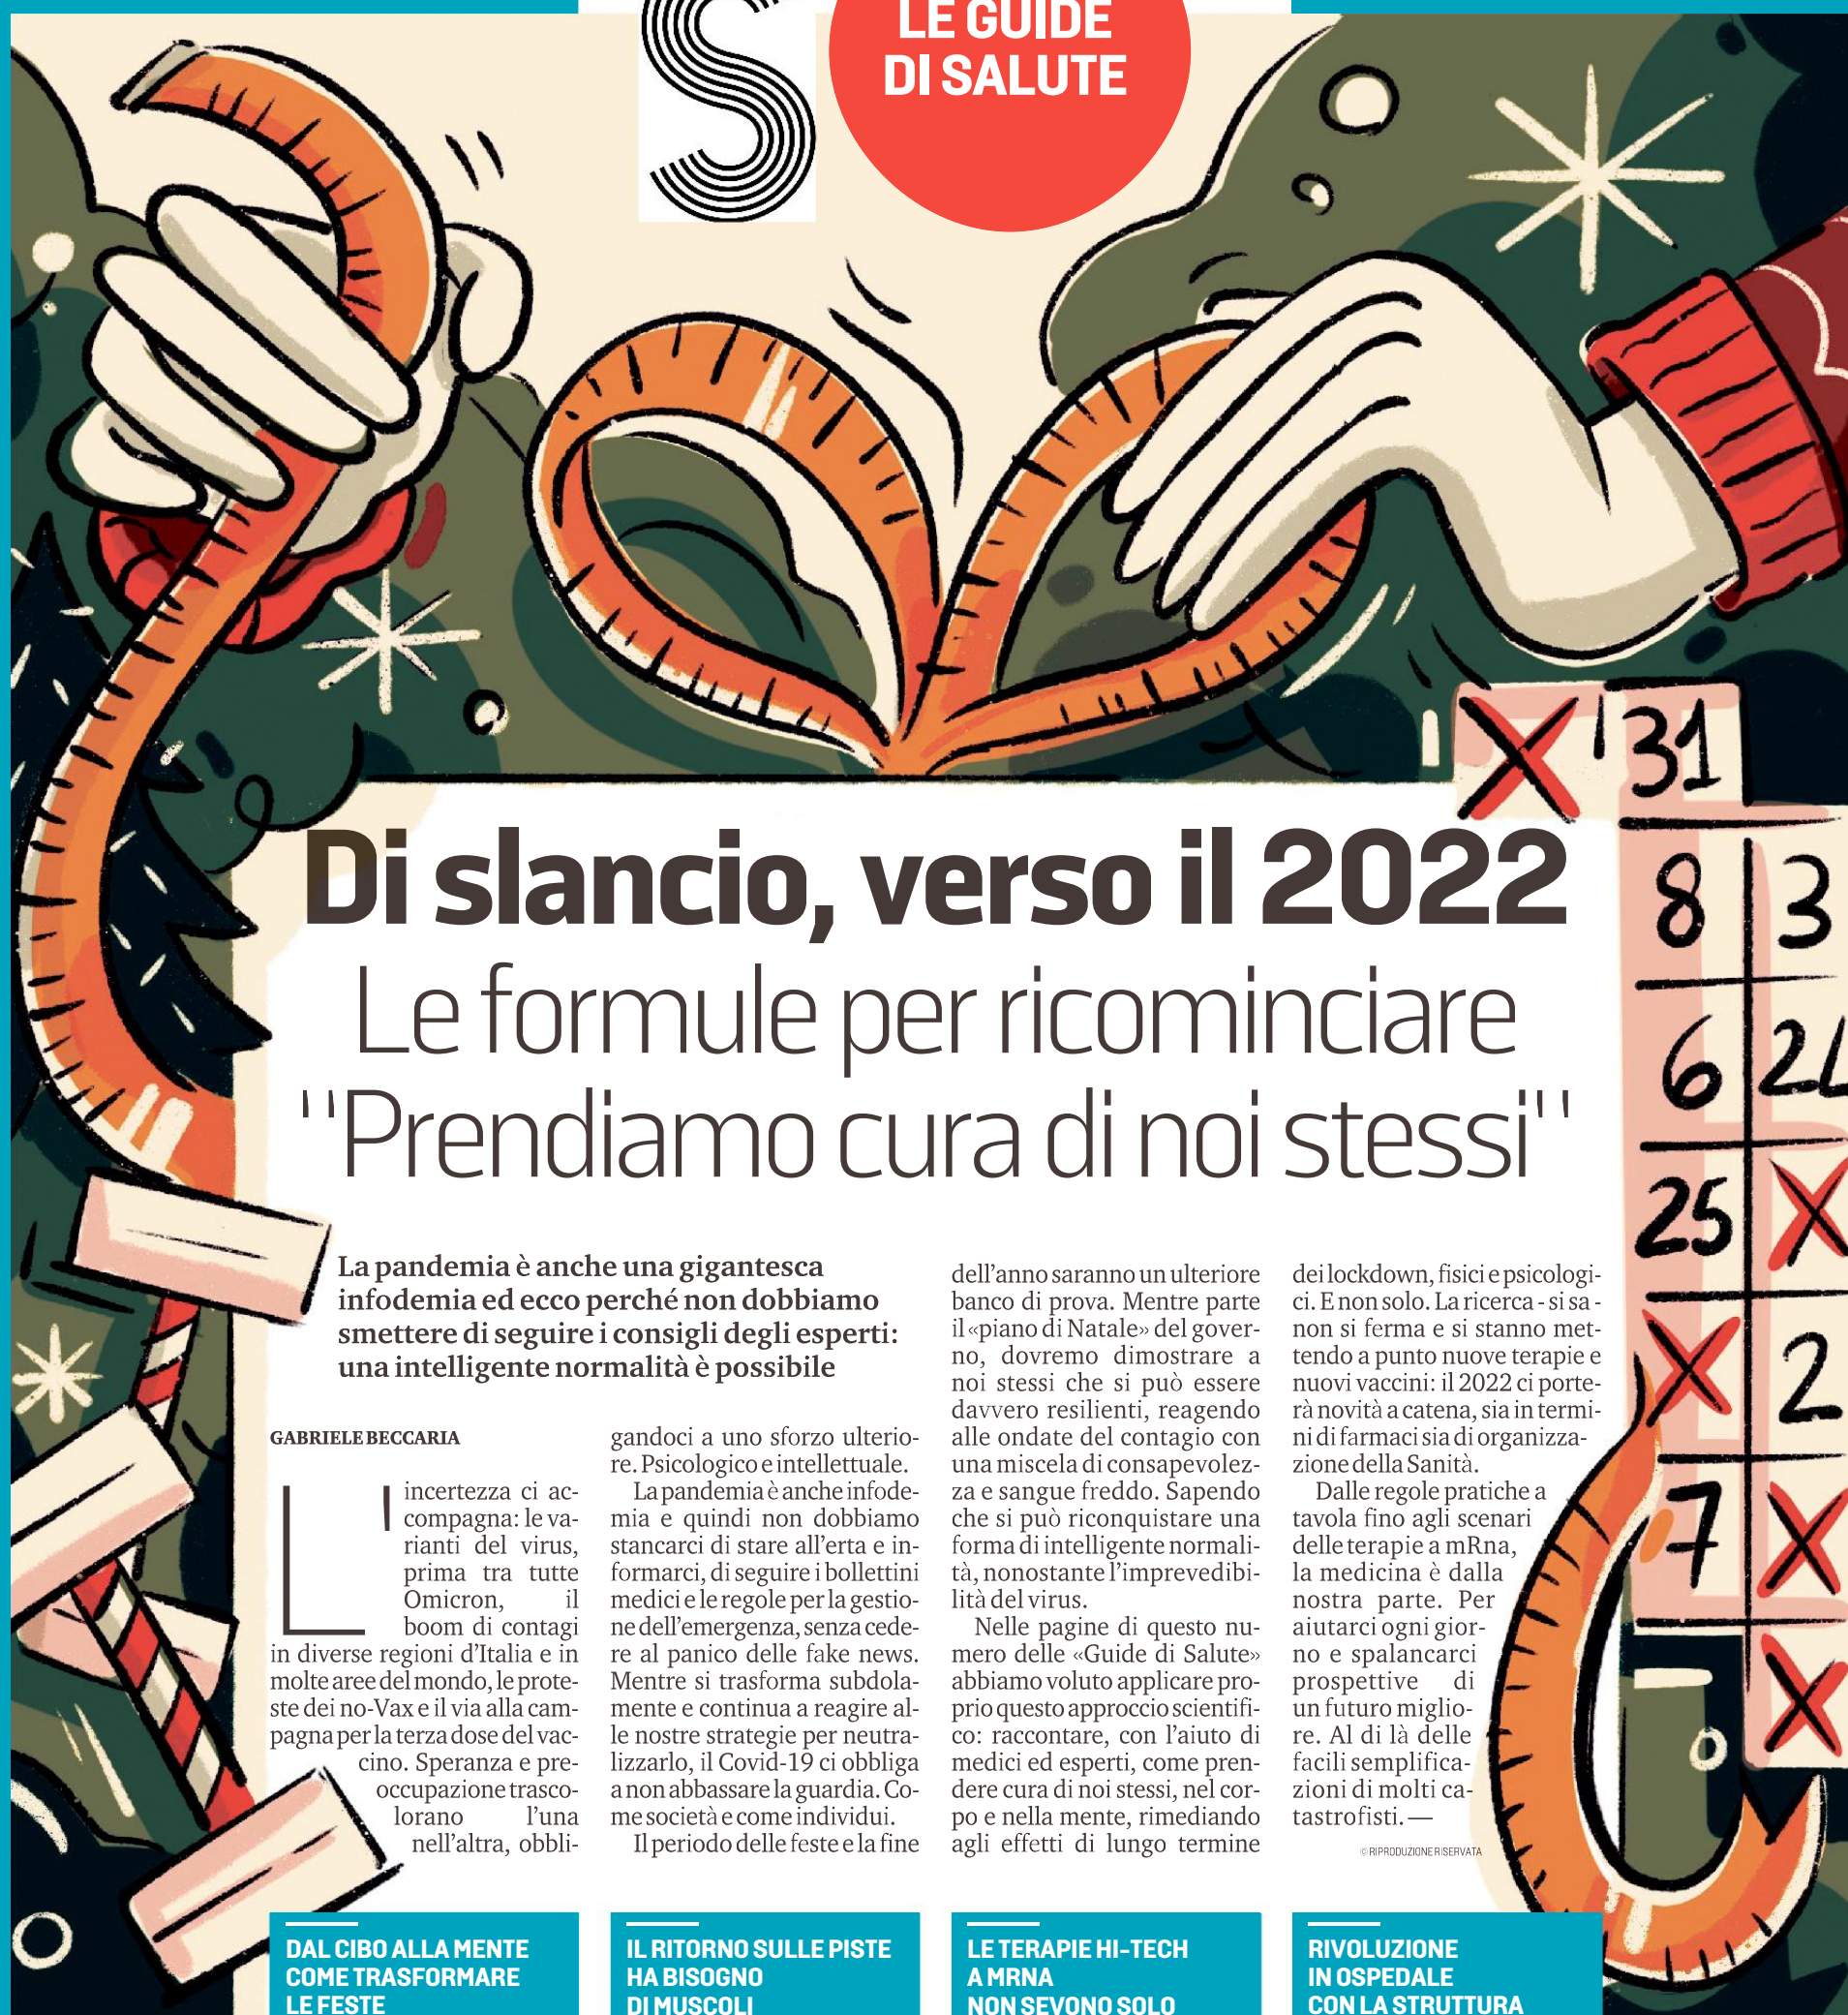 S
LE GUIDE
DI SALUTE
31
8 3
6
25
2
7
Di slancio, verso il 2022
Le formule per ricominciare
"Prendiamo cura di noi stessi"
La pandemia è anche una gigantesca
infodemia ed ecco perché non dobbiamo
smettere di seguire i consigli degli esperti:
una intelligente normalità è possibile
GABRIELE BECCARIA
L'incertezza ci ac-
compagna: le va-
rianti del virus,
prima tra tutte
Omicron, il
boom di contagi
in diverse regioni d'Italia e in
molte aree del mondo, le prote-
ste dei no-Vax e il via alla cam-
pagna per la terza dose del vac-
cino. Speranza e pre-
occupazione trasco-
lorano l'una
nell'altra, obbli-
gandoci a uno sforzo ulterio-
re. Psicologico e intellettuale.
La pandemia è anche infode-
mia e quindi non dobbiamo
stancarci di stare all'erta e in-
formarci, di seguire i bollettini
medici e le regole per la gestio-
ne dell'emergenza, senza cede-
re al panico delle fake news.
Mentre si trasforma subdola-
mente e continua a reagire al-
le nostre strategie per neutra-
lizzarlo, il Covid-19 ci obbliga
a non abbassare la guardia. Co-
me società e come individui.
Il periodo delle feste e la fine
dell'anno saranno un ulteriore
banco di prova. Mentre parte
il «piano di Natale» del gover-
no, dovremo dimostrare a
noi stessi che si può essere
davvero resilienti, reagendo
alle ondate del contagio con
una miscela di consapevolez-
za e sangue freddo. Sapendo
che si può riconquistare una
forma di intelligente normali-
tà, nonostante l'imprevedibi-
lità del virus.
Nelle pagine di questo nu-
mero delle «Guide di Salute»
abbiamo voluto applicare pro-
prio questo approccio scientifi-
co: raccontare, con l'aiuto di
medici ed esperti, come pren-
dere cura di noi stessi, nel cor-
po e nella mente, rimediando
agli effetti di lungo termine
dei lockdown, fisici e psicologi-
ci. E non solo. La ricerca - si sa -
non si ferma e si stanno met-
tendo a punto nuove terapie e
nuovi vaccini: il 2022 ci porte-
rà novità a catena, sia in termi-
ni di farmaci sia di organizza-
zione della Sanità.
Dalle regole pratiche a
tavola fino agli scenari
delle terapie a mRna,
la medicina è dalla
nostra parte. Per
aiutarci ogni gior-
no e spalancarci
prospettive di
un futuro miglio-
re. Al di là delle
facili semplifica-
zioni di molti ca-
tastrofisti. —
© RIPRODUZIONE RISERVATA
DAL CIBO ALLA MENTE
COME TRASFORMARE
LE FESTE
IL RITORNO SULLE PISTE
HA BISOGNO
DI MUSCOLI
LE TERAPIE HI-TECH
A MRNA
NON SEVONO SOLO
RIVOLUZIONE
IN OSPEDALE
CON LA STRUTTURA